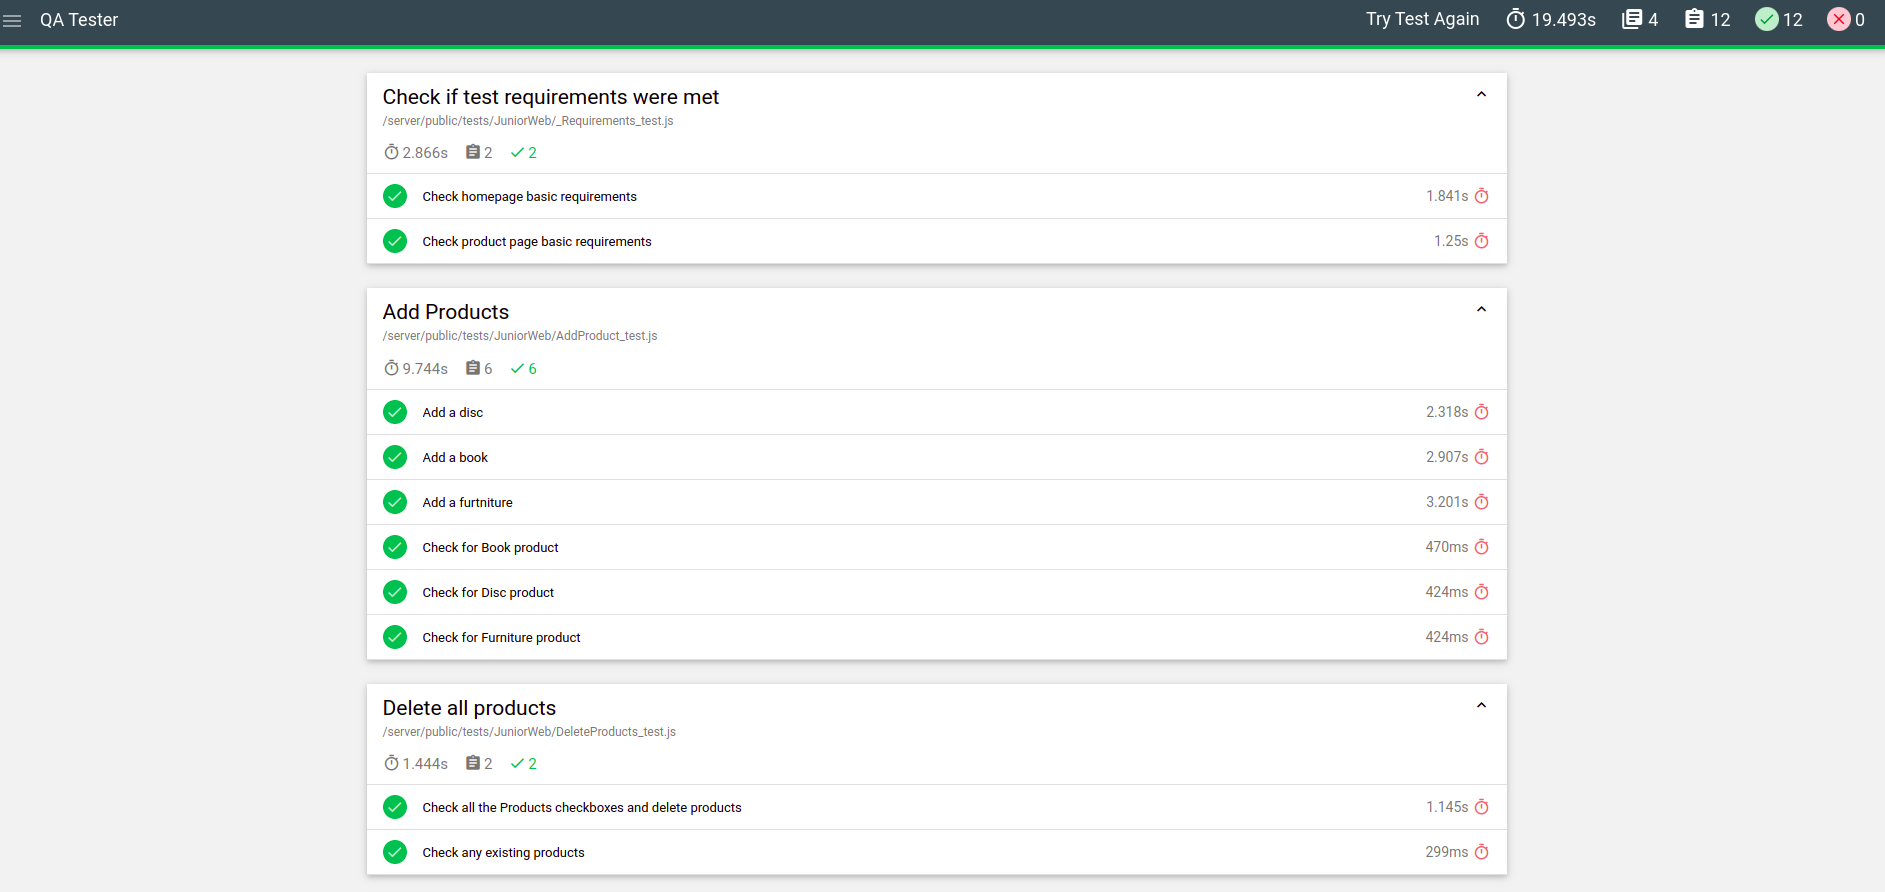 QA Tester
Try Test Again 19.493s 4 12 12 0
Check if test requirements were met
/server/public/tests/JuniorWeb/_Requirements_test.js
2.866s 2 2
Check homepage basic requirements 1.841s
Check product page basic requirements 1.25s
Add Products
/server/public/tests/JuniorWeb/AddProduct_test.js
9.744s 6 6
Add a disc 2.318s
Add a book 2.907s
Add a furtniture 3.201s
Check for Book product 470ms
Check for Disc product 424ms
Check for Furniture product 424ms
Delete all products
/server/public/tests/JuniorWeb/DeleteProducts_test.js
1.444s 2 2
Check all the Products checkboxes and delete products 1.145s
Check any existing products 299ms